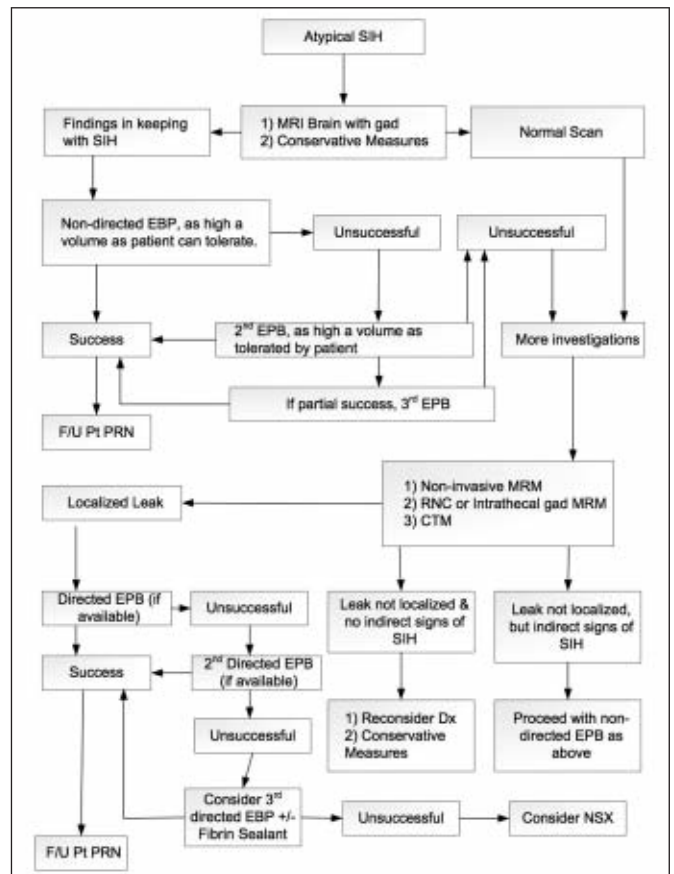 Atypical SIH
Findings in keeping
with SIH
1) MRI Brain with gad
2) Conservative Measures
Normal Scan
Non-directed EBP, as high a
volume as patient can tolerate.
Unsuccessful
Unsuccessful
Success
2nd EPB, as high a volume as
tolerated by patient
More investigations
If partial success, 3rd EPB
F/U Pt PRN
1) Non-invasive MRM
2) RNC or Intrathecal gad MRM
3) CTM
Localized Leak
Directed EPB (if
available)
Unsuccessful
Leak not localized &
no indirect signs of
SIH
Leak not localized,
but indirect signs of
SIH
Success
2nd Directed EPB
(if available)
Unsuccessful
1) Reconsider Dx
2) Conservative
Measures
Proceed with non-
directed EPB as
above
Consider 3rd
directed EBP +/-
Fibrin Sealant
Unsuccessful
Consider NSX
F/U Pt PRN